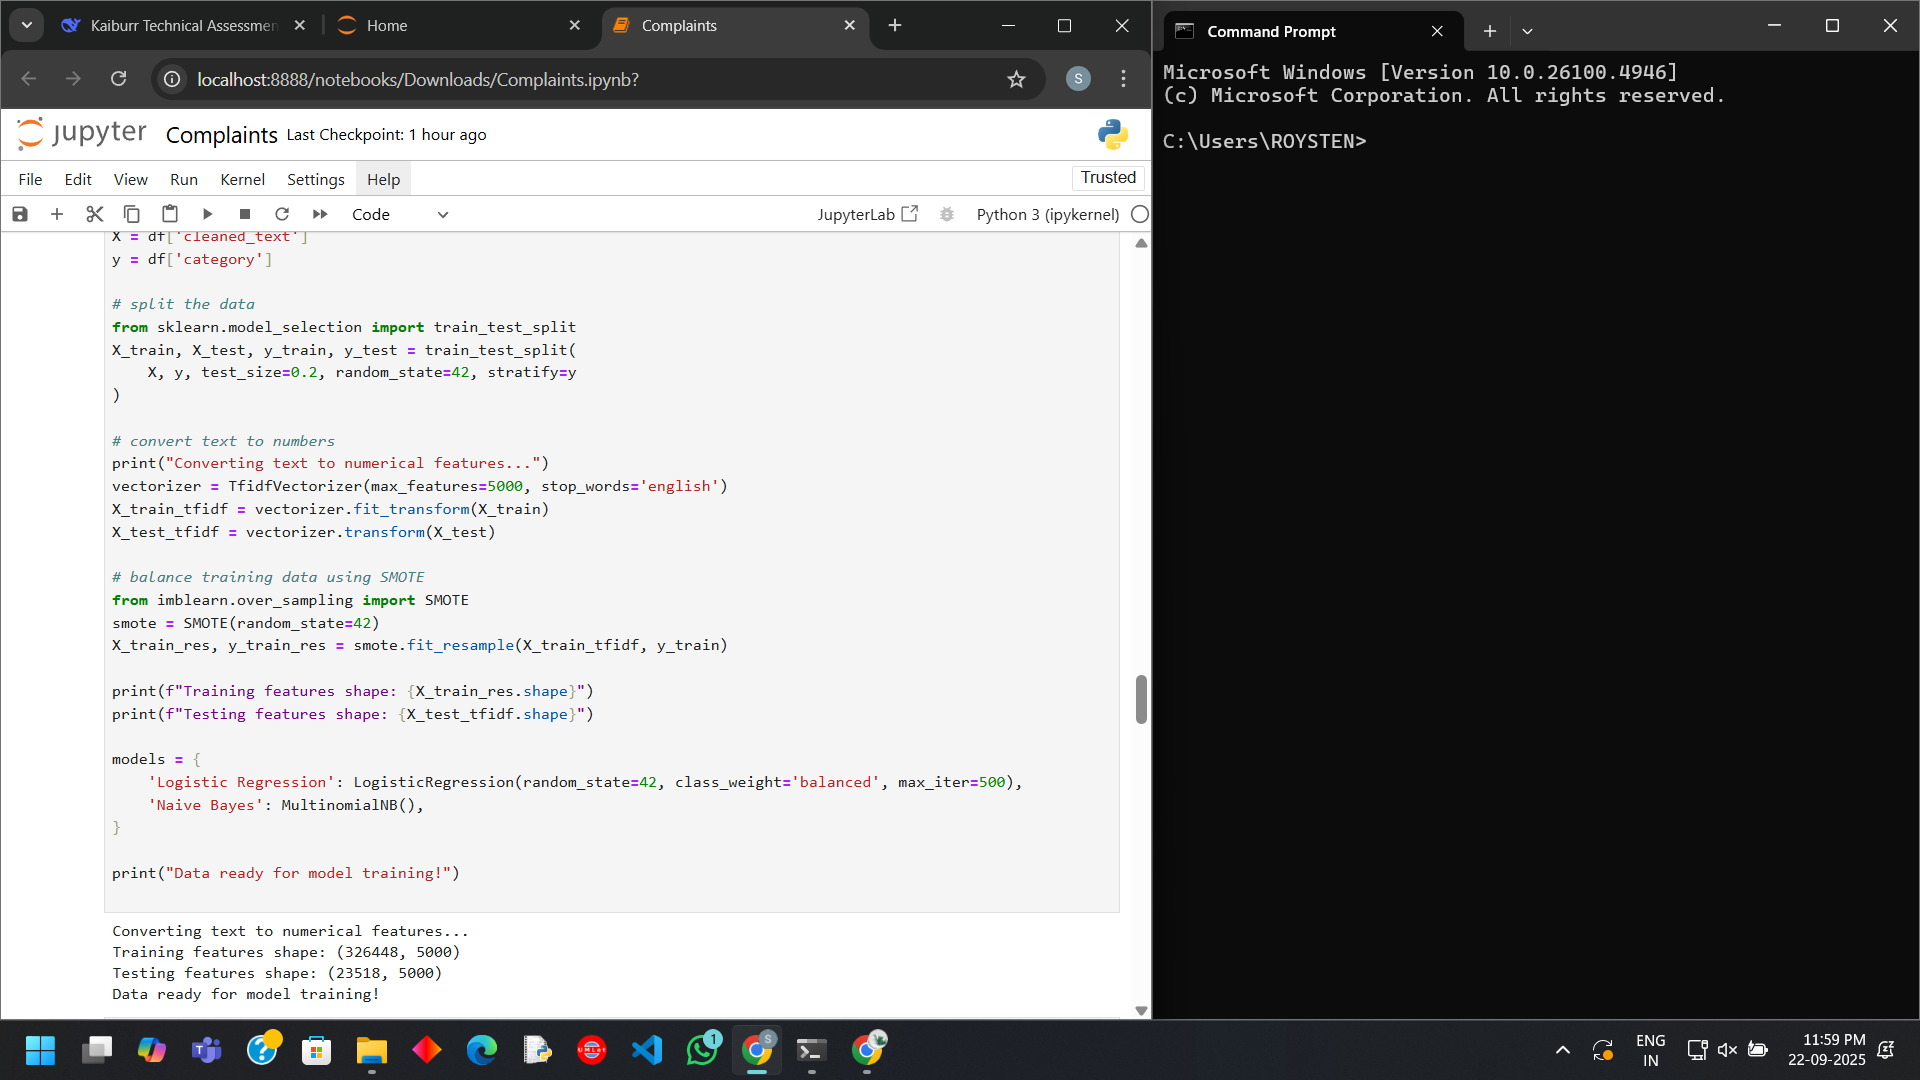 Kaiburr Technical Assessmen
Home
Complaints
localhost:8888/notebooks/Downloads/Complaints.ipynb?
S
jupyter
Complaints
Last Checkpoint: 1 hour ago
File
Edit
View
Run
Kernel
Settings
Help
Trusted
Code
JupyterLab
Python 3 (ipykernel)
X = df['cleaned_text']
y = df['category']
# split the data
from sklearn.model_selection import train_test_split
X_train, X_test, y_train, y_test = train_test_split(
X, y, test_size=0.2, random_state=42, stratify=y
)
# convert text to numbers
print("Converting text to numerical features...")
vectorizer = TfidfVectorizer(max_features=5000, stop_words='english')
X_train_tfidf = vectorizer.fit_transform(X_train)
X_test_tfidf = vectorizer.transform(X_test)
# balance training data using SMOTE
from imblearn.over_sampling import SMOTE
smote = SMOTE(random_state=42)
X_train_res, y_train_res = smote.fit_resample(X_train_tfidf, y_train)
print(f"Training features shape: {X_train_res.shape}")
print(f"Testing features shape: {X_test_tfidf.shape}")
models = {
'Logistic Regression': LogisticRegression(random_state=42, class_weight='balanced', max_iter=500),
'Naive Bayes': MultinomialNB(),
}
print("Data ready for model training!")
Converting text to numerical features...
Training features shape: (326448, 5000)
Testing features shape: (23518, 5000)
Data ready for model training!
Command Prompt
Microsoft Windows [Version 10.0.26100.4946]
(c) Microsoft Corporation. All rights reserved.
C:\Users\ROYSTEN>
UMLet
1
S
ENG
IN
11:59 PM
22-09-2025